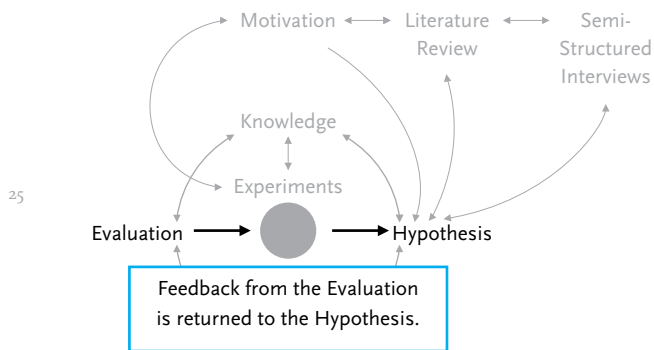 Motivation
Literature
Review
Semi-
Structured
Interviews
Knowledge
Experiments
25
Evaluation
Hypothesis
Feedback from the Evaluation
is returned to the Hypothesis.